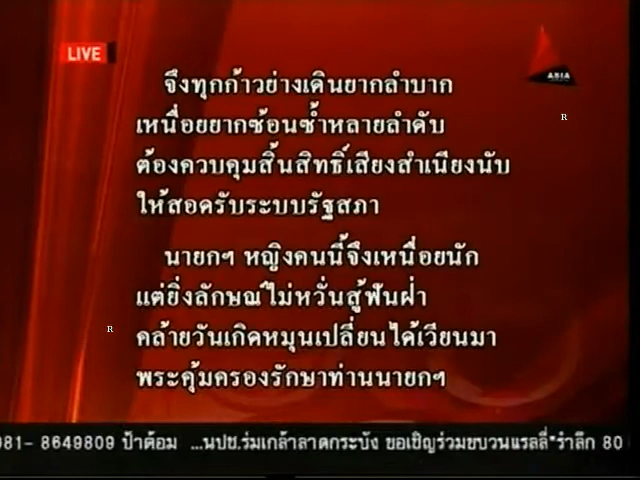 LIVE
ASIA
จึงทุกก้าวย่างเดินยากลำบาก
R
เหนื่อยยากซ้อนซ้ำหลายลำดับ
ต้องควบคุมสิ้นสิทธิ์เสียงสำเนียงนับ
ให้สอดรับระบบรัฐสภา
นายกฯ หญิงคนนี้จึงเหนื่อยนัก
แต่ยิ่งลักษณ์ไม่หวั่นสู้ฟันฝ่า
R
คล้ายวันเกิดหมุนเปลี่ยนได้เวียนมา
พระคุ้มครองรักษาท่านนายกฯ
081- 8649809 ป้าต้อม ...นปช.ร่มเกล้าลาดกระบัง ขอเชิญร่วมขบวนแรลลี่"รำลึก 80